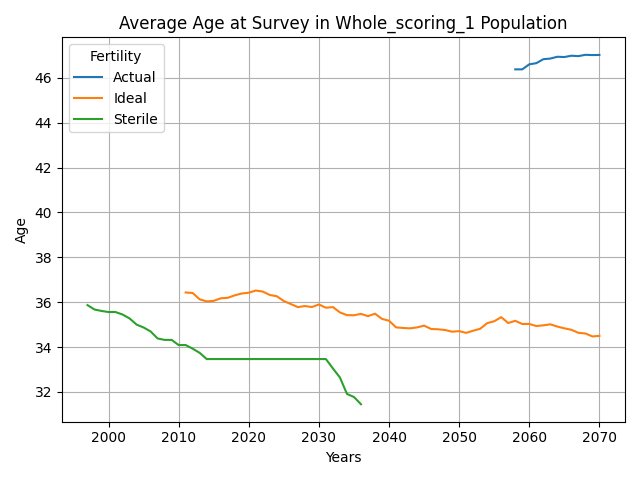 Average Age at Survey in Whole_scoring_1 Population
Fertility
Actual
Ideal
Sterile
Age
46
44
42
40
38
36
34
32
2000 2010 2020 2030 2040 2050 2060 2070
Years